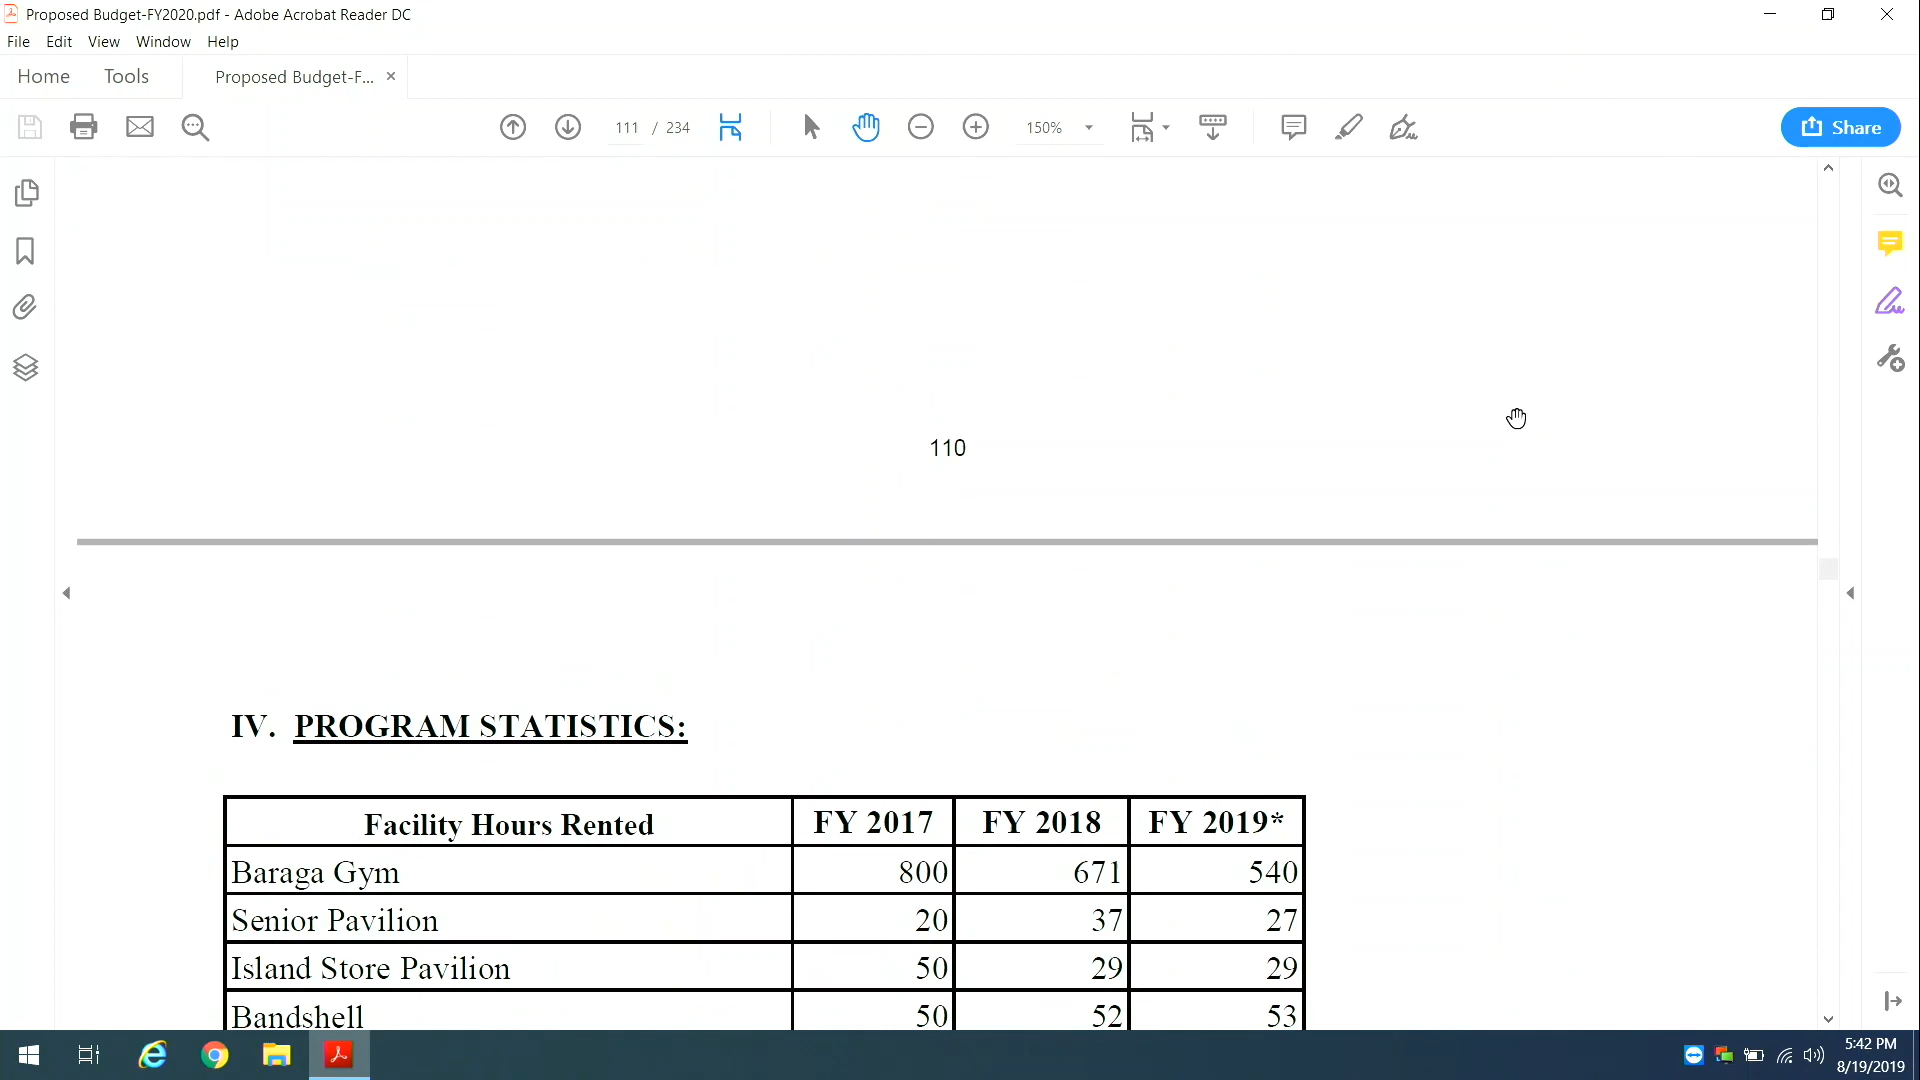 Proposed Budget-FY2020.pdf - Adobe Acrobat Reader DC
File Edit View Window Help
Home Tools Proposed Budget-F... ×
111 / 234 150% Share
110
IV. PROGRAM STATISTICS:
Facility Hours Rented FY 2017 FY 2018 FY 2019*
Baraga Gym 800 671 540
Senior Pavilion 20 37 27
Island Store Pavilion 50 29 29
Bandshell 50 52 53
5:42 PM
8/19/2019